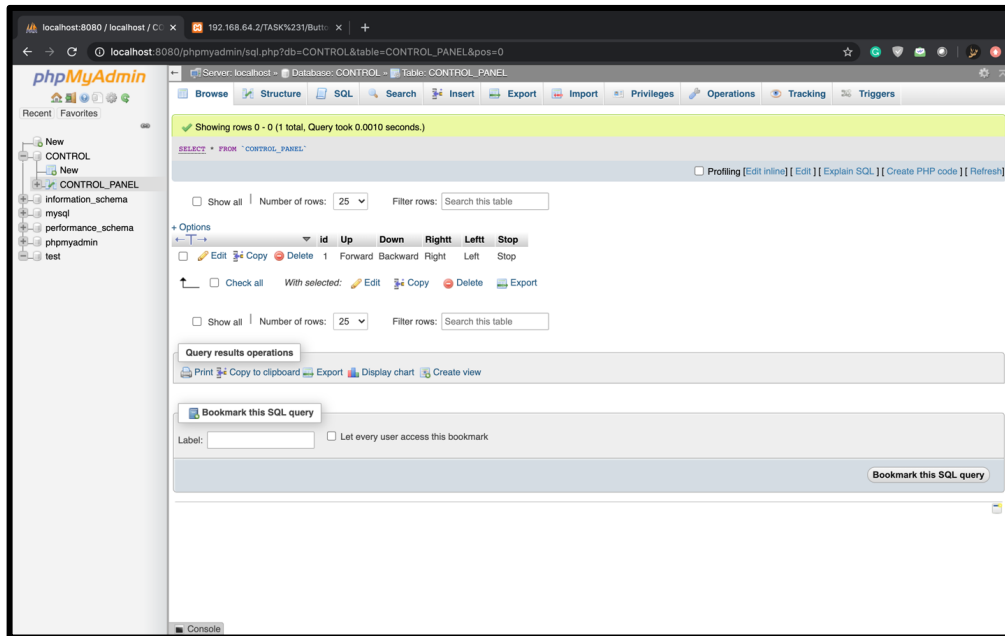 localhost:8080 / localhost / CO
192.168.64.2/TASK%231/Butto
localhost:8080/phpmyadmin/sql.php?db=CONTROL&table=CONTROL_PANEL&pos=0
phpMyAdmin
Recent Favorites
New
CONTROL
New
CONTROL_PANEL
information_schema
mysql
performance_schema
phpmyadmin
test
Server: localhost » Database: CONTROL » Table: CONTROL_PANEL
Browse Structure SQL Search Insert Export Import Privileges Operations Tracking Triggers
Showing rows 0 - 0 (1 total, Query took 0.0010 seconds.)
SELECT * FROM `CONTROL_PANEL`
Profiling [Edit inline] [ Edit ] [ Explain SQL ] [ Create PHP code ] [ Refresh]
Show all | Number of rows: 25 Filter rows: Search this table
+ Options
←T→ id Up Down Rightt Leftt Stop
Edit Copy Delete 1 Forward Backward Right Left Stop
Check all With selected: Edit Copy Delete Export
Show all | Number of rows: 25 Filter rows: Search this table
Query results operations
Print Copy to clipboard Export Display chart Create view
Bookmark this SQL query
Label: Let every user access this bookmark
Bookmark this SQL query
Console